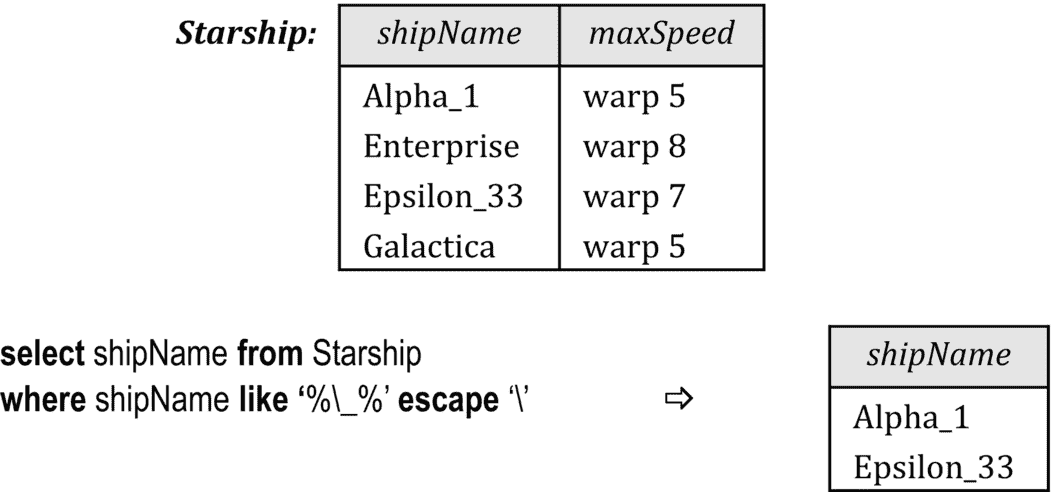 Starship: shipName maxSpeed
Alpha_1 warp 5
Enterprise warp 8
Epsilon_33 warp 7
Galactica warp 5
select shipName from Starship
where shipName like ‘%\_%’ escape ‘\’ ⇨
shipName
Alpha_1
Epsilon_33